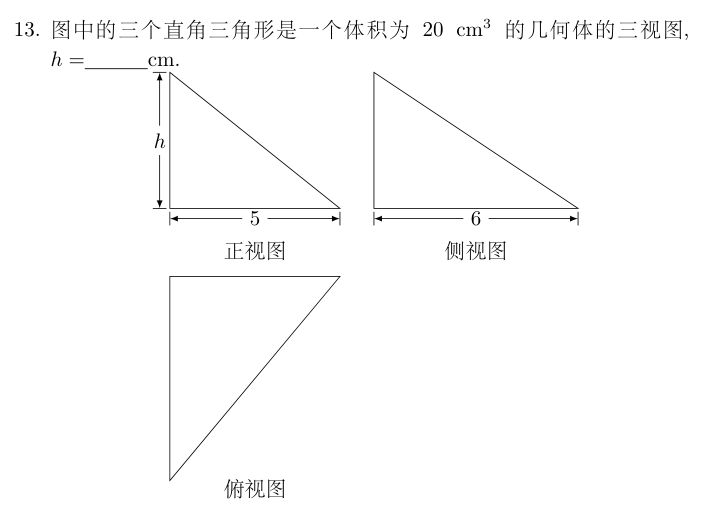 13. 图中的三个直角三角形是一个体积为 20 cm³ 的几何体的三视图,
h =______cm.
h
5
6
正视图
侧视图
俯视图